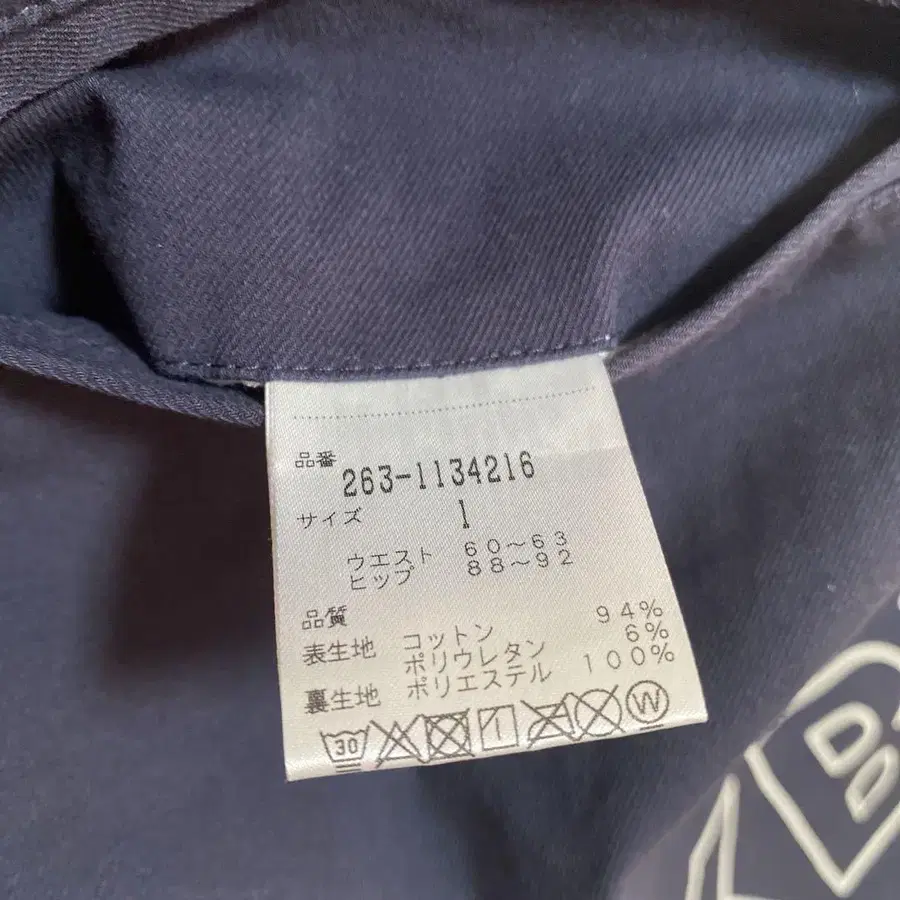 品番 263-1134216
サイズ 1
ウエスト 60～63
ヒップ 88～92
品質
表生地 コットン 94%
ポリウレタン 6%
裏生地 ポリエステル 100%
30 W